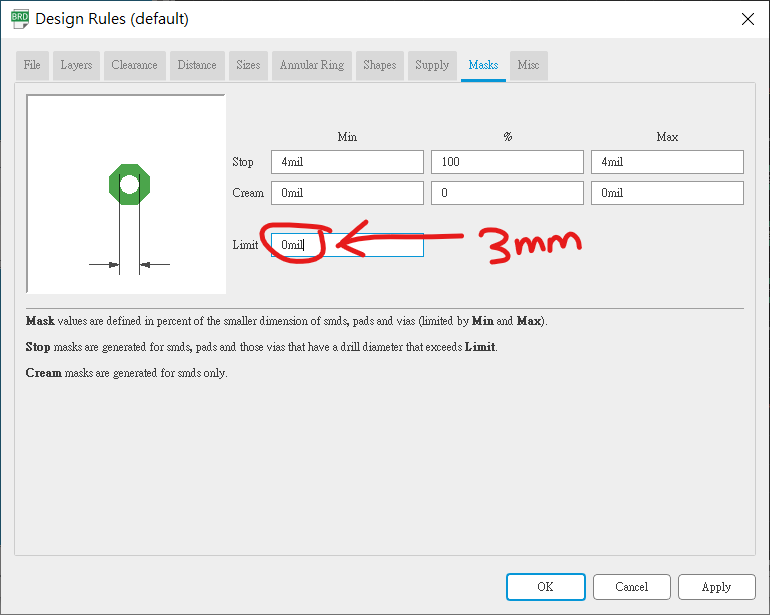 BRD
Design Rules (default)
File Layers Clearance Distance Sizes Annular Ring Shapes Supply Masks Misc
Min % Max
Stop 4mil 100 4mil
Cream 0mil 0 0mil
Limit 0mil 3mm
Mask values are defined in percent of the smaller dimension of smds, pads and vias (limited by Min and Max).
Stop masks are generated for smds, pads and those vias that have a drill diameter that exceeds Limit.
Cream masks are generated for smds only.
OK Cancel Apply